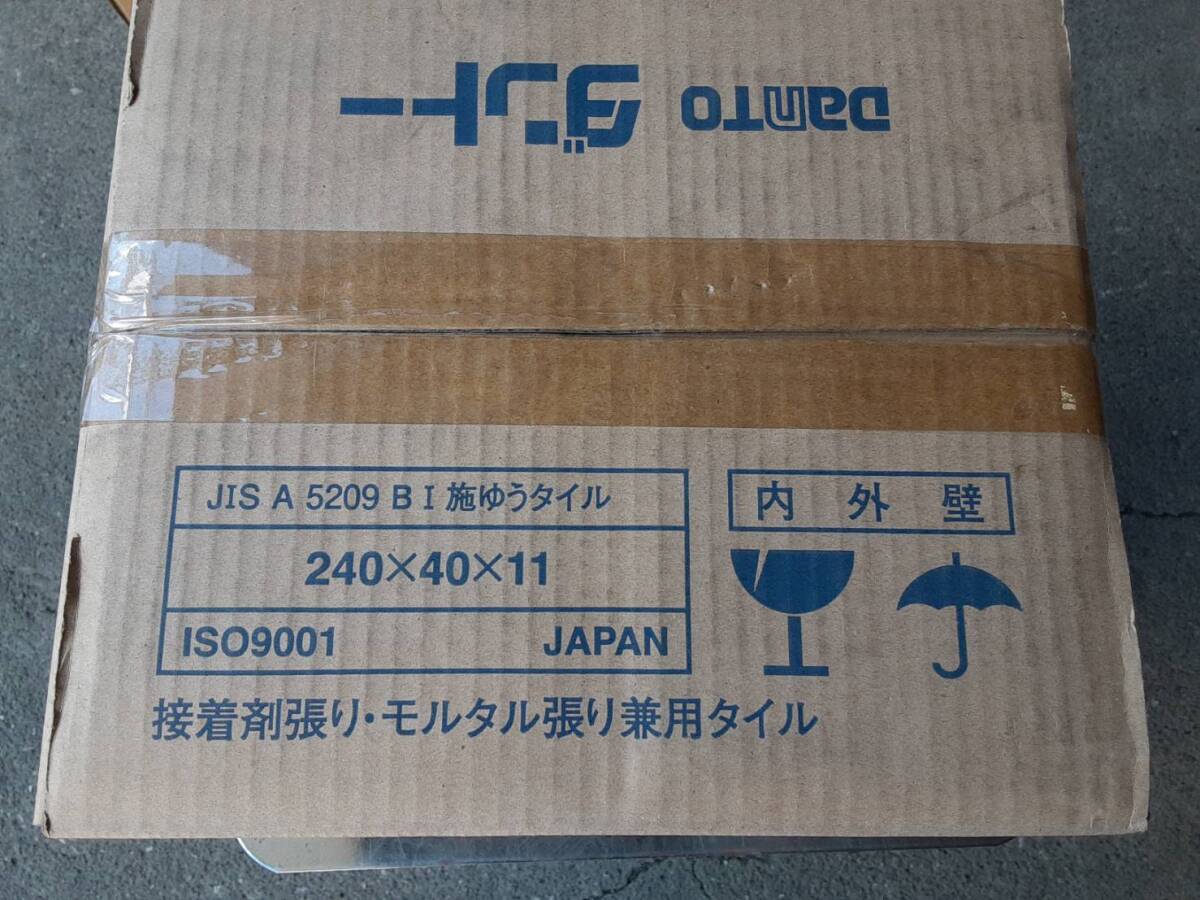 DANTO ダントー
JIS A 5209 B I 施ゆうタイル
240×40×11
ISO9001 JAPAN
内外壁
接着剤張り・モルタル張り兼用タイル